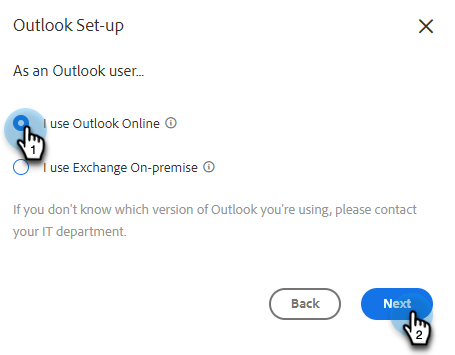 Outlook Set-up
As an Outlook user...
I use Outlook Online
1
I use Exchange On-premise
If you don't know which version of Outlook you're using, please contact
your IT department.
Back
Next
2